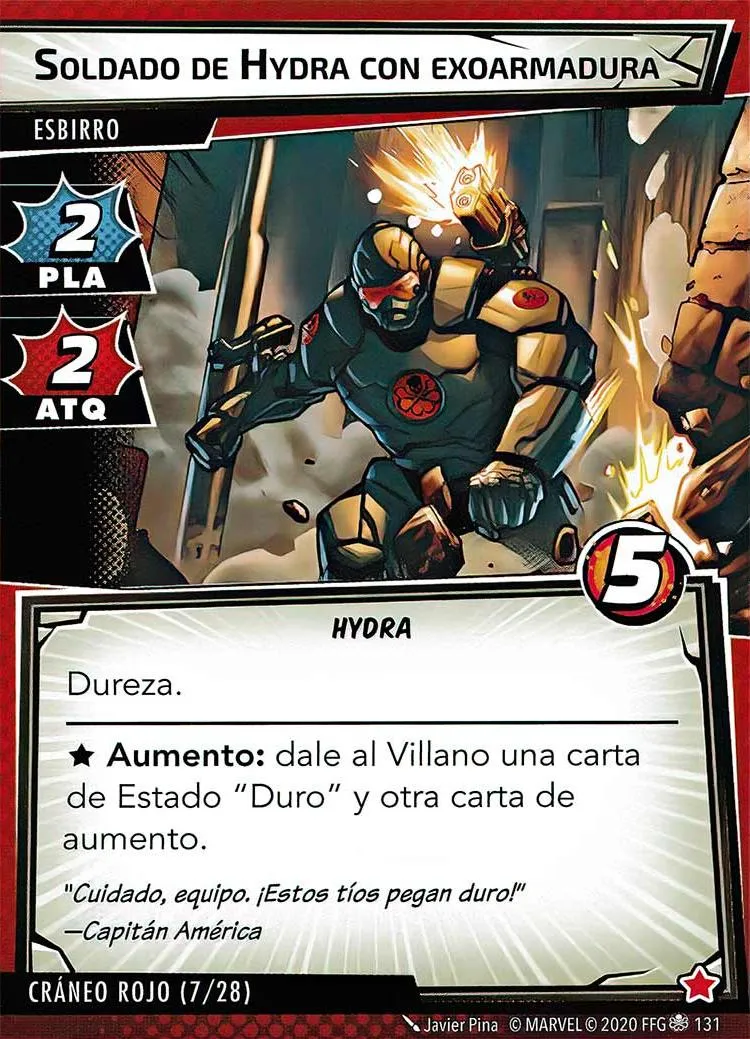 Soldado de Hydra con exoarmadura
ESBIRRO
2
PLA
2
ATQ
5
HYDRA
Dureza.
★ Aumento: dale al Villano una carta
de Estado “Duro” y otra carta de
aumento.
"Cuidado, equipo. ¡Estos tíos pegan duro!"
—Capitán América
CRÁNEO ROJO (7/28)
Javier Pina © MARVEL © 2020 FFG 131